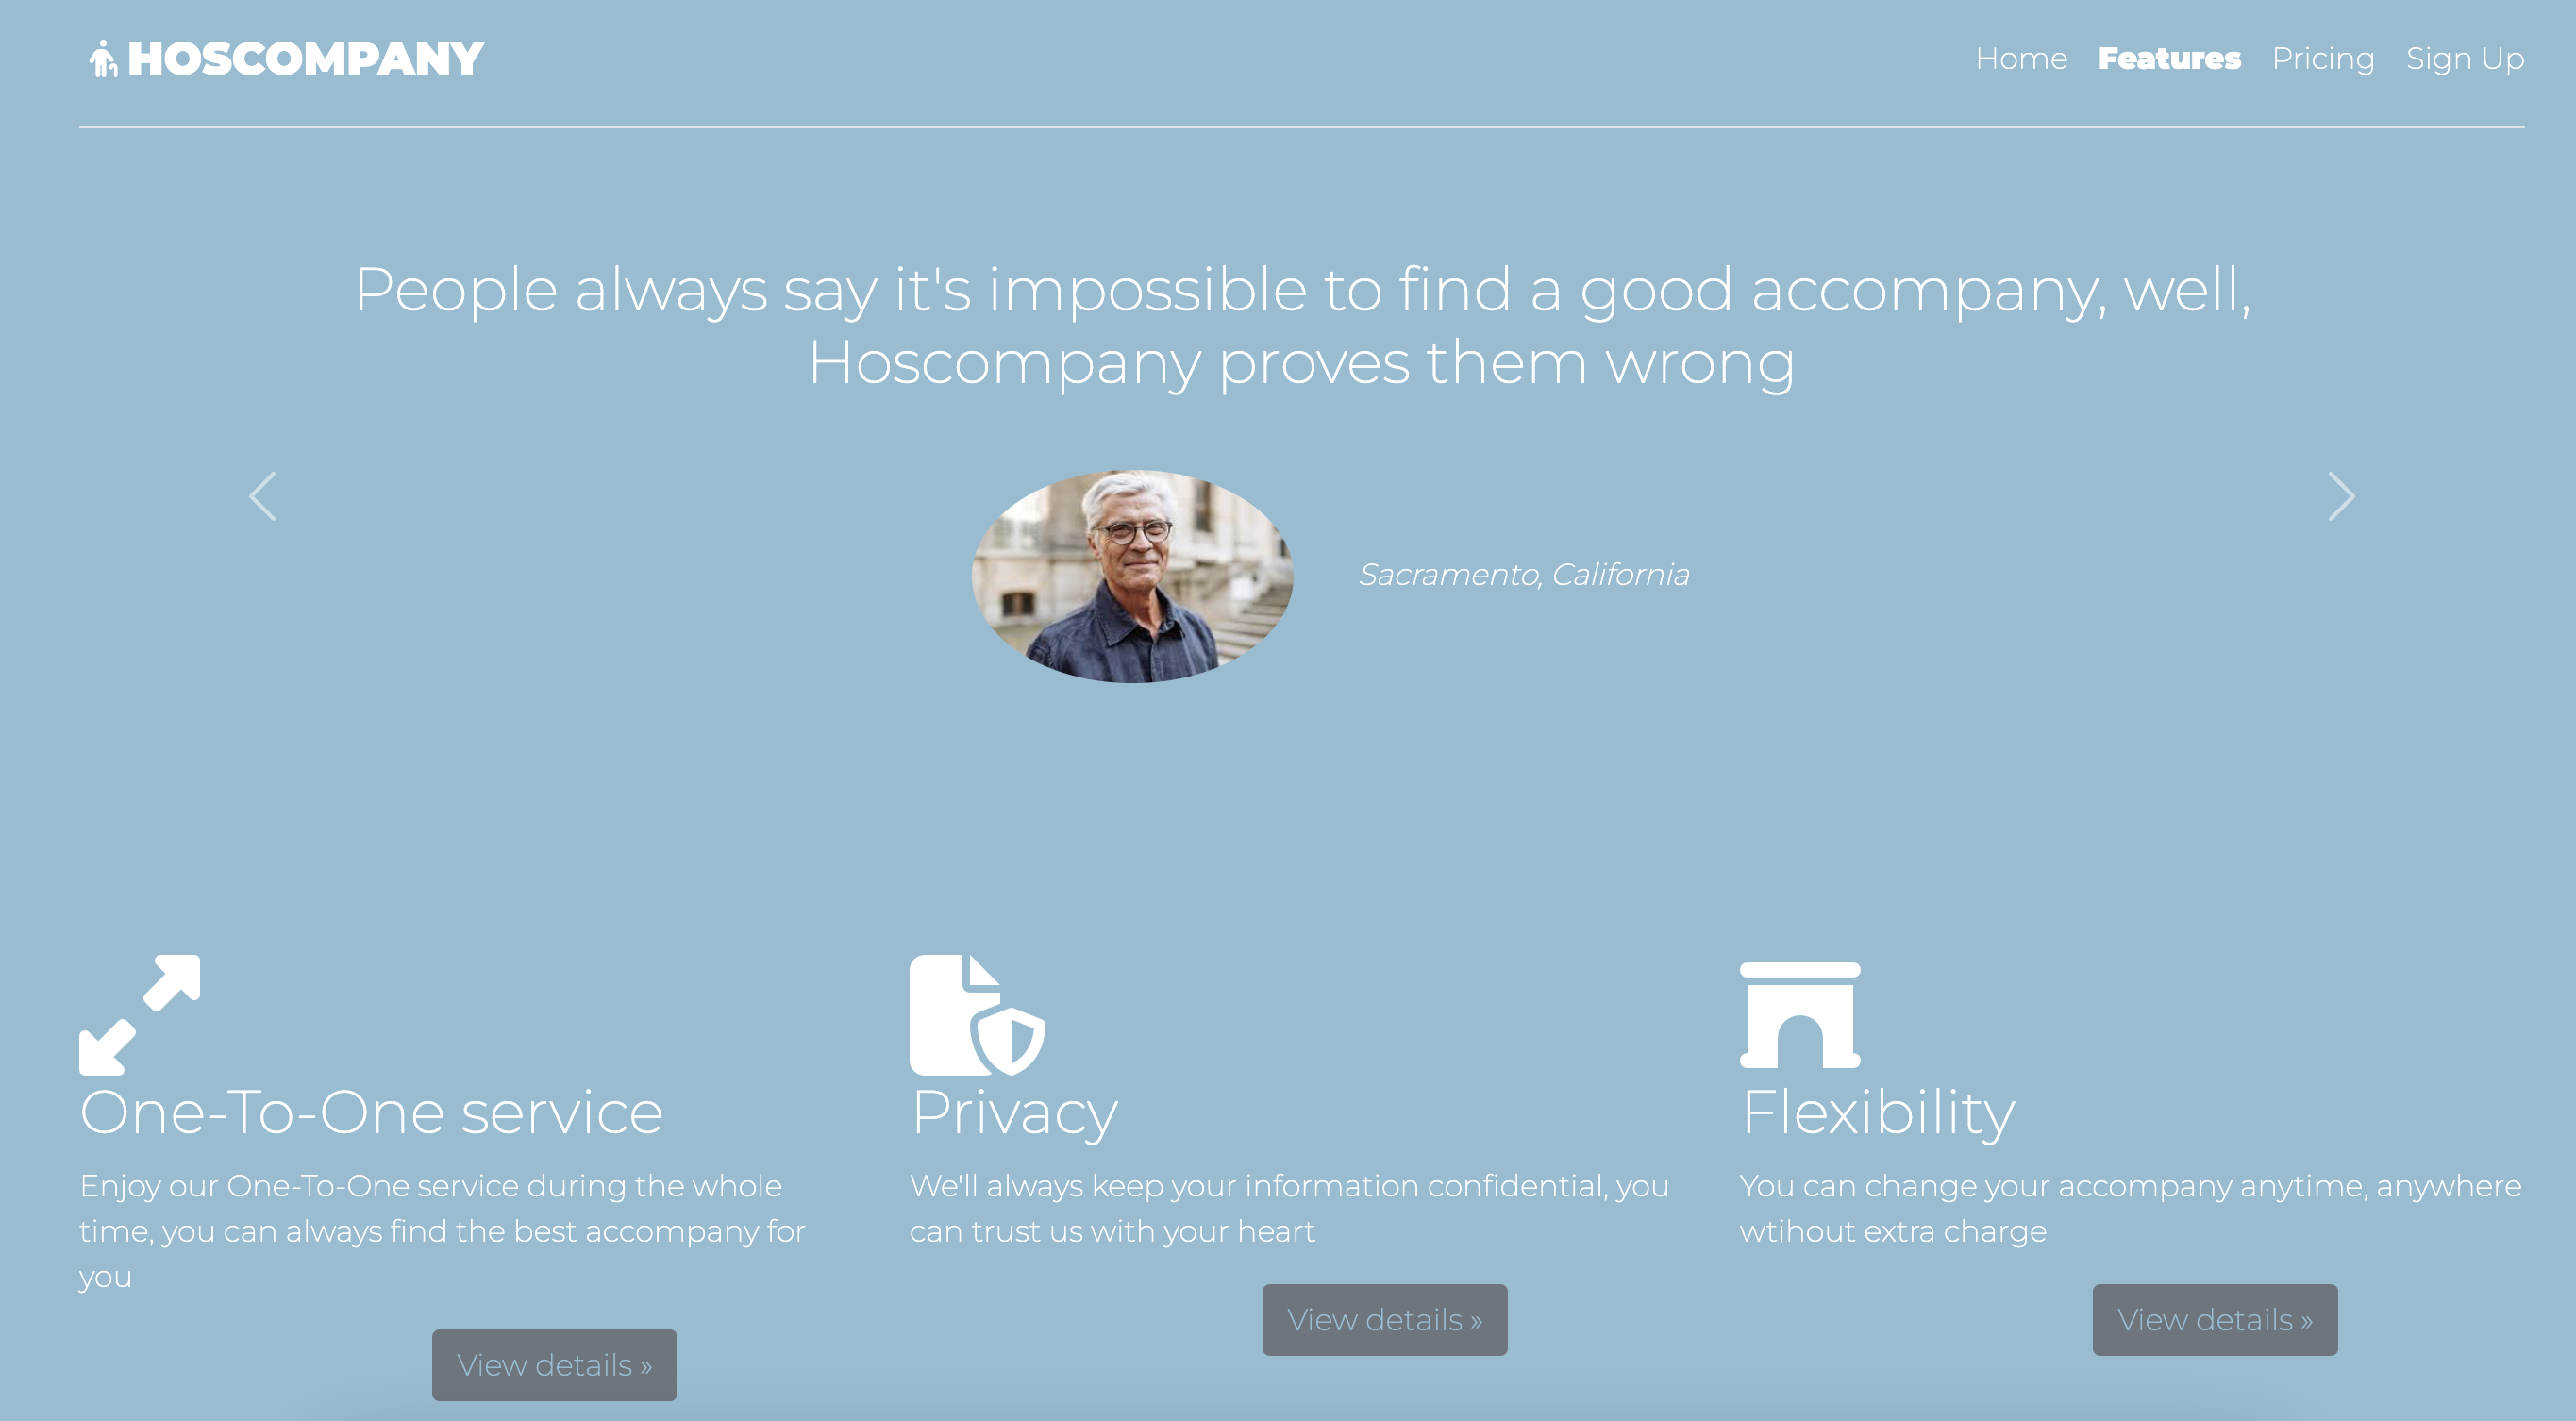 HOSCOMPANY
Home Features Pricing Sign Up
People always say it's impossible to find a good accompany, well,
Hoscompany proves them wrong
Sacramento, California
One-To-One service
Enjoy our One-To-One service during the whole
time, you can always find the best accompany for
you
View details »
Privacy
We'll always keep your information confidential, you
can trust us with your heart
View details »
Flexibility
You can change your accompany anytime, anywhere
wtihout extra charge
View details »